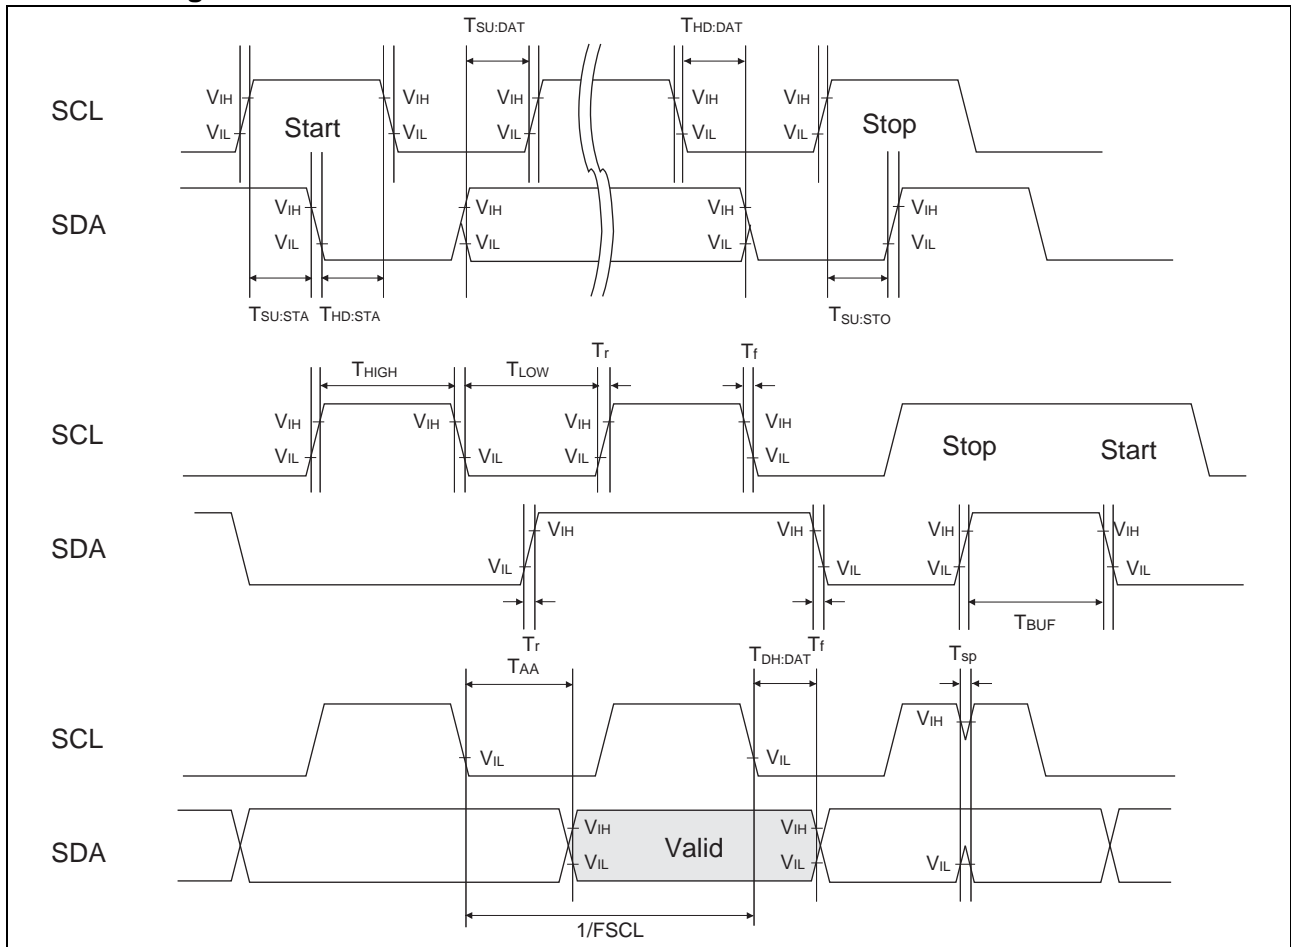 TSU:DAT THD:DAT
VIH VIH VIH VIH VIH
SCL
Start Stop
VIL VIL VIL VIL VIL
VIH VIH VIH VIH
SDA
VIL VIL VIL VIL
TSU:STA THD:STA TSU:STO
Tr Tf
THIGH TLOW
VIH VIH VIH VIH
SCL
Stop Start
VIL VIL VIL VIL
VIH VIH VIH VIH
SDA
VIL VIL VIL VIL
TBUF
Tr Tf
TAA TDH:DAT Tsp
VIH
SCL
VIL VIL
VIH VIH
SDA Valid
VIL VIL VIL
1/FSCL